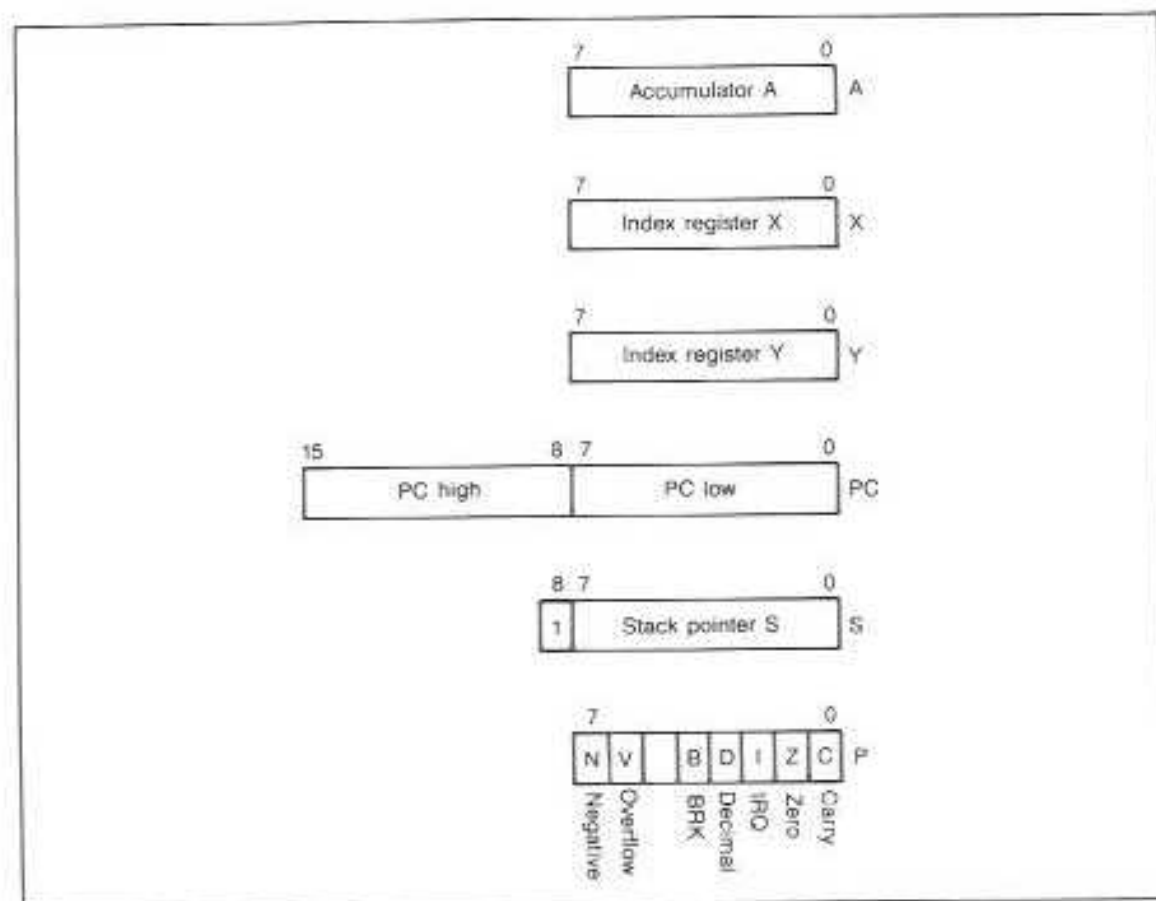 7 0
Accumulator A A
7 0
Index register X X
7 0
Index register Y Y
15 8 7 0
PC high PC low PC
8 7 0
1 Stack pointer S S
7 0
N V B D I Z C P
Negative
Overflow
BRK
Decimal
IRQ
Zero
Carry